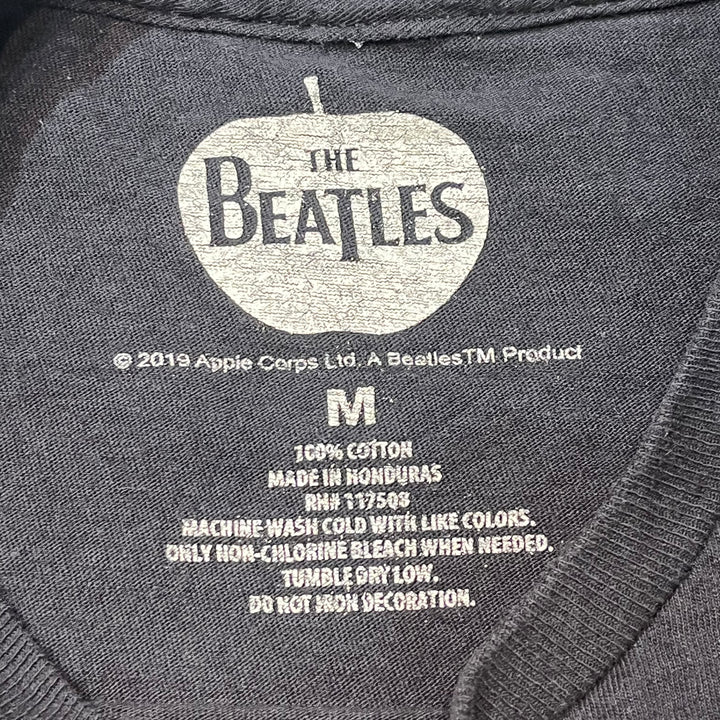 THE
BEATLES
© 2019 Apple Corps Ltd. A Beatles™ Product
M
100% COTTON
MADE IN HONDURAS
RN# 117508
MACHINE WASH COLD WITH LIKE COLORS.
ONLY NON-CHLORINE BLEACH WHEN NEEDED.
TUMBLE DRY LOW.
DO NOT IRON DECORATION.